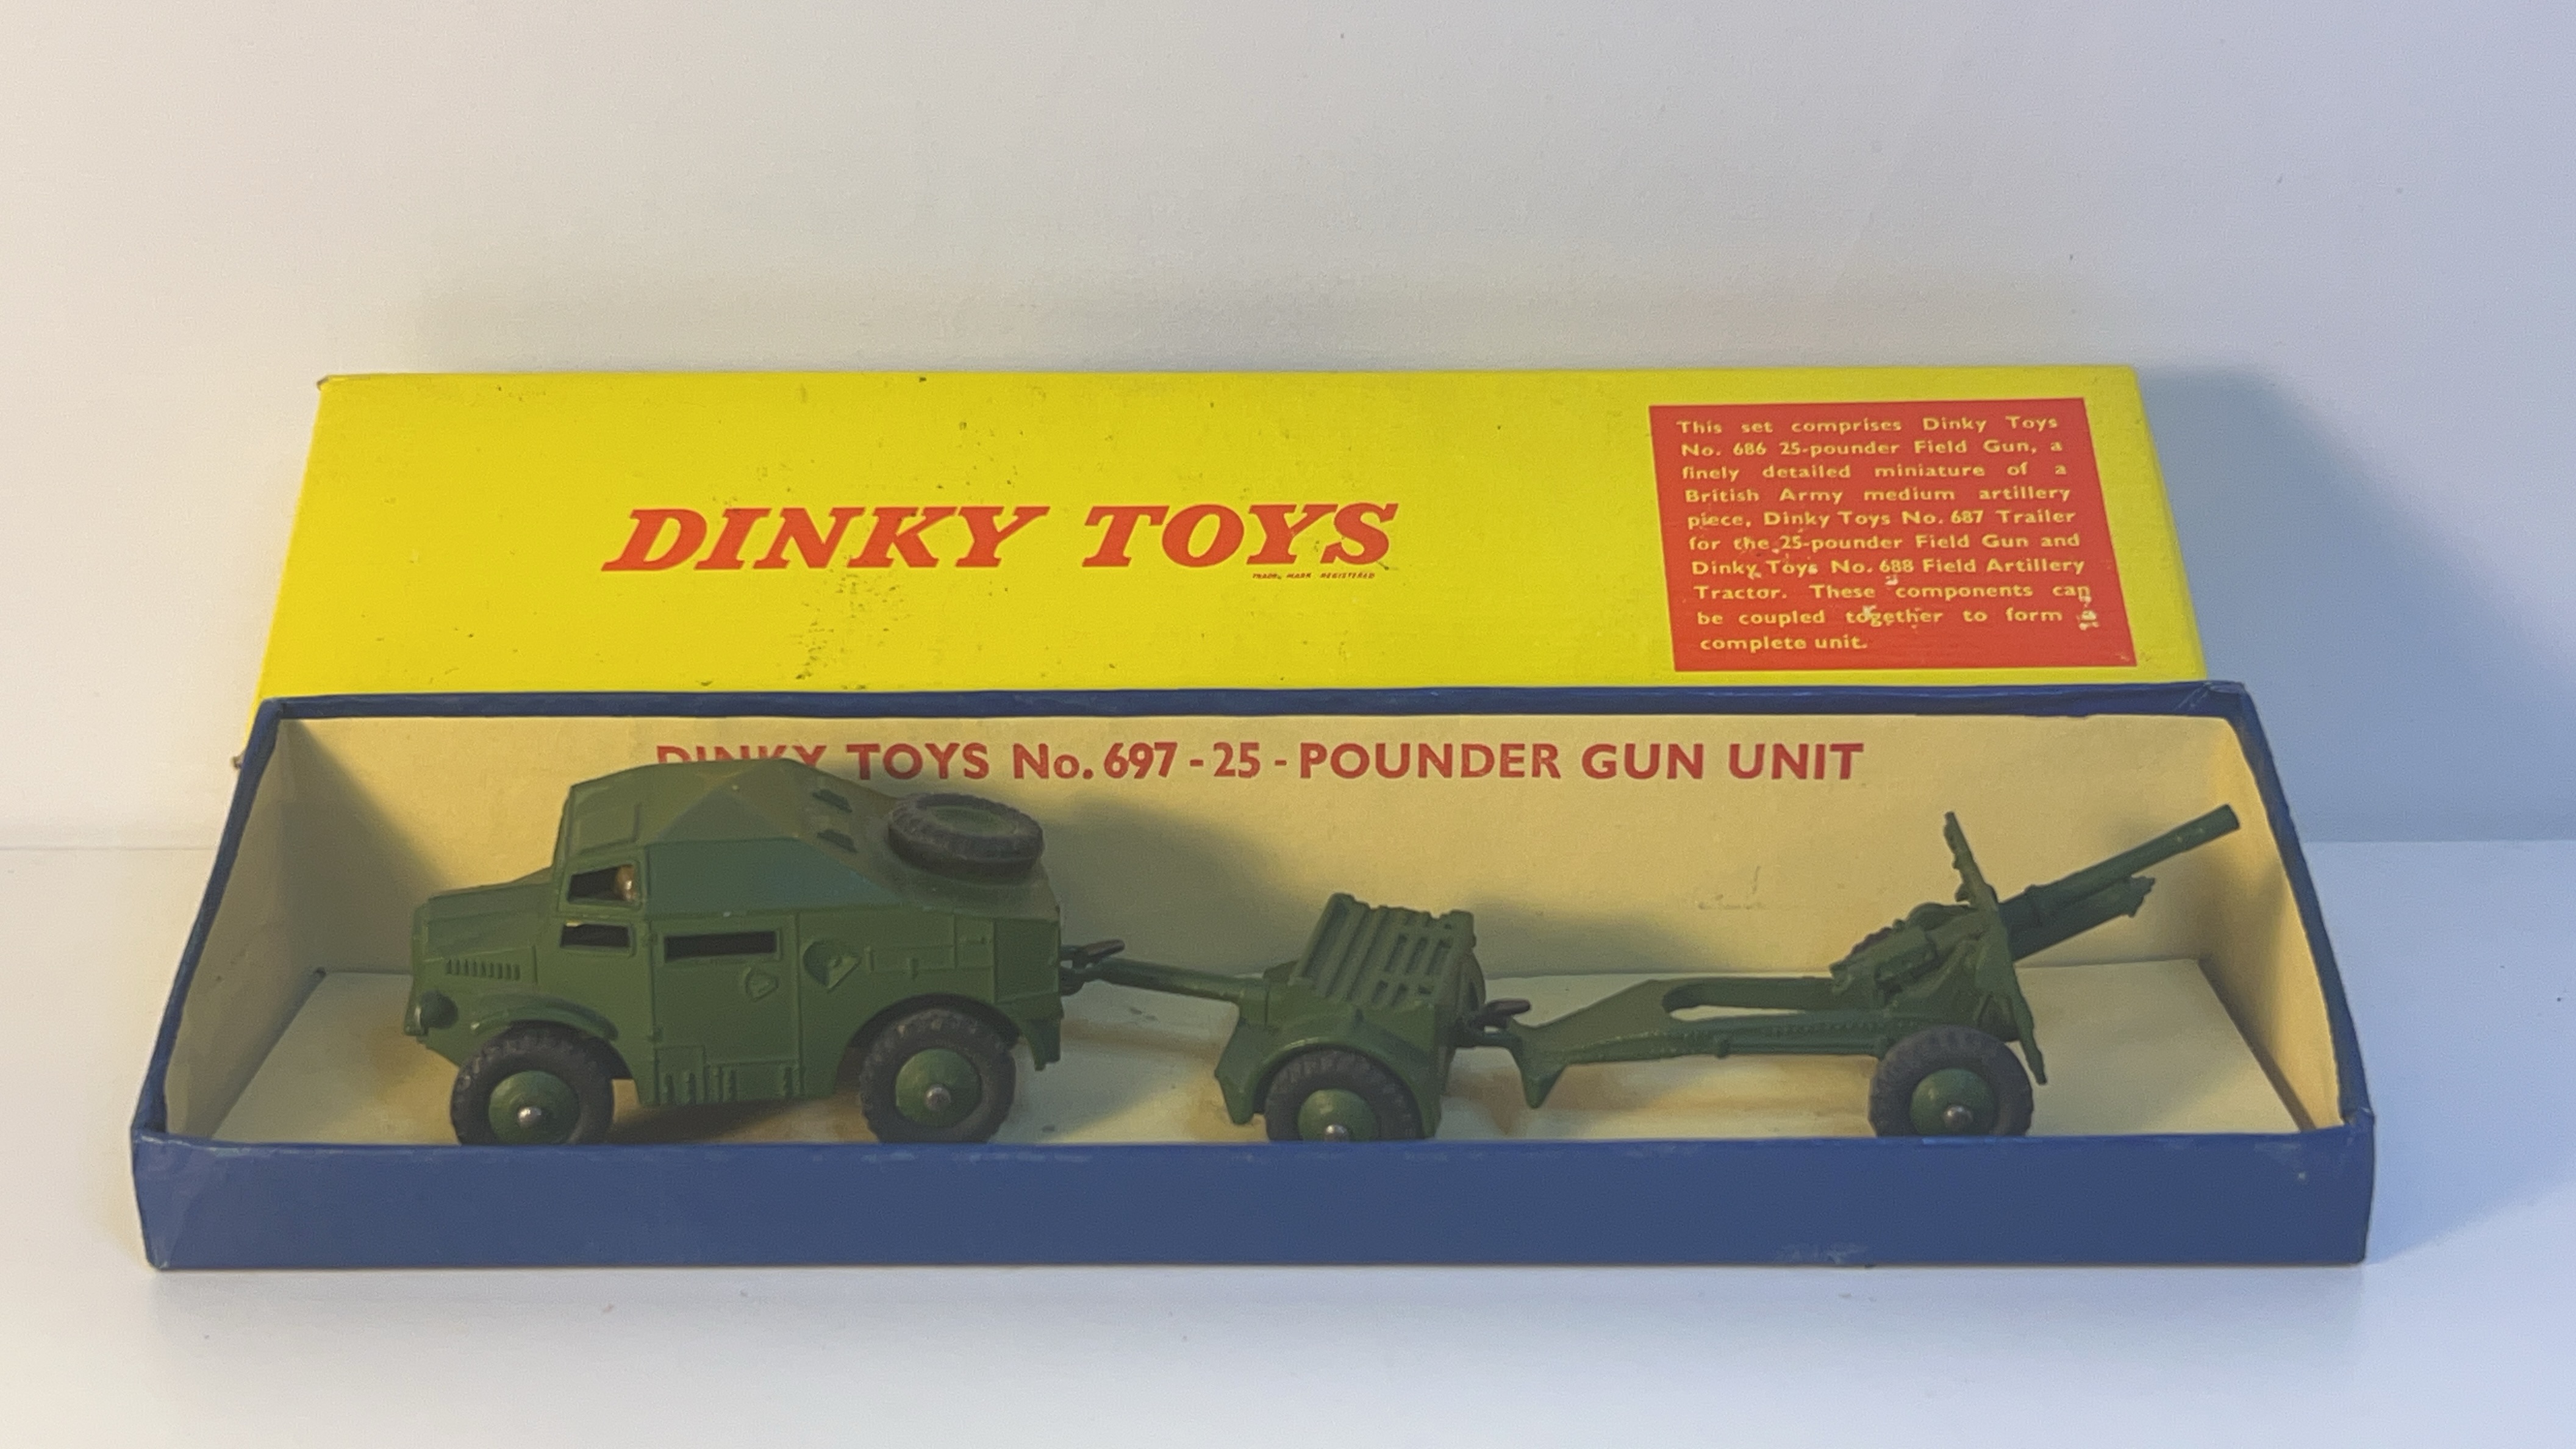 DINKY TOYS
TRADE MARK REGISTERED
This set comprises Dinky Toys
No. 686 25-pounder Field Gun, a
finely detailed miniature of a
British Army medium artillery
piece, Dinky Toys No. 687 Trailer
for the 25-pounder Field Gun and
Dinky Toys No. 688 Field Artillery
Tractor. These components can
be coupled together to form a
complete unit.
DINKY TOYS No. 697 - 25 - POUNDER GUN UNIT